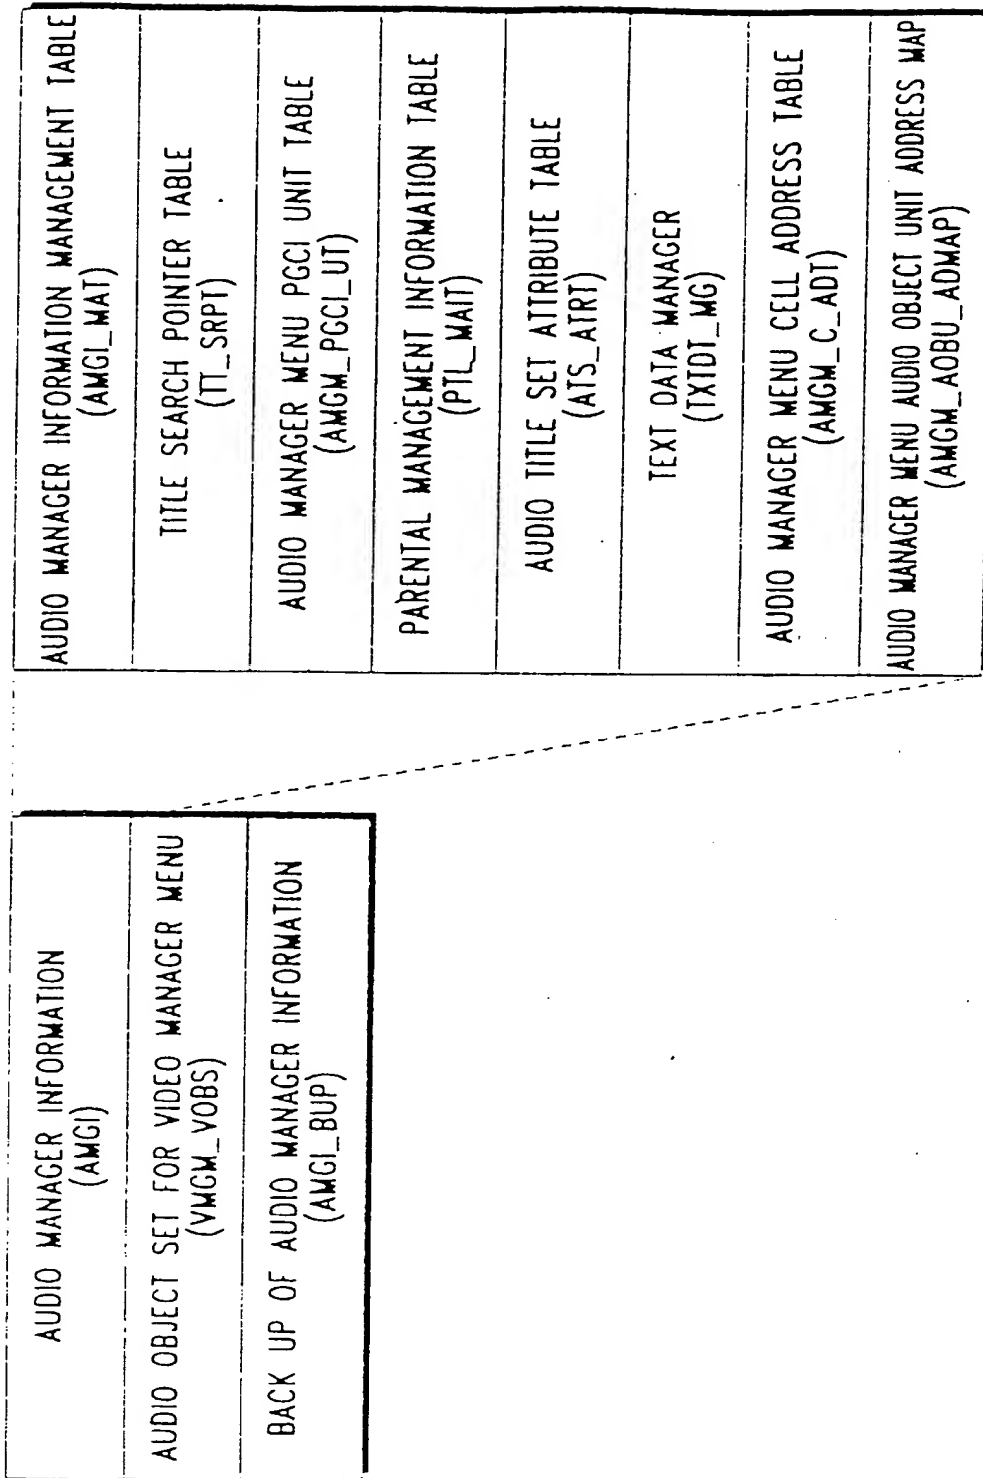 AUDIO MANAGER INFORMATION
(AMGI)
AUDIO OBJECT SET FOR VIDEO MANAGER MENU
(VMGM_VOBS)
BACK UP OF AUDIO MANAGER INFORMATION
(AMGI_BUP)
AUDIO MANAGER INFORMATION MANAGEMENT TABLE
(AMGI_MAT)
TITLE SEARCH POINTER TABLE
(TT_SRPT)
AUDIO MANAGER MENU PGCI UNIT TABLE
(AMGM_PGCI_UT)
PARENTAL MANAGEMENT INFORMATION TABLE
(PTL_MAIT)
AUDIO TITLE SET ATTRIBUTE TABLE
(ATS_ATRT)
TEXT DATA MANAGER
(TXTDT_MG)
AUDIO MANAGER MENU CELL ADDRESS TABLE
(AMGM_C_ADT)
AUDIO MANAGER MENU AUDIO OBJECT UNIT ADDRESS MAP
(AMGM_AOBU_ADMAP)